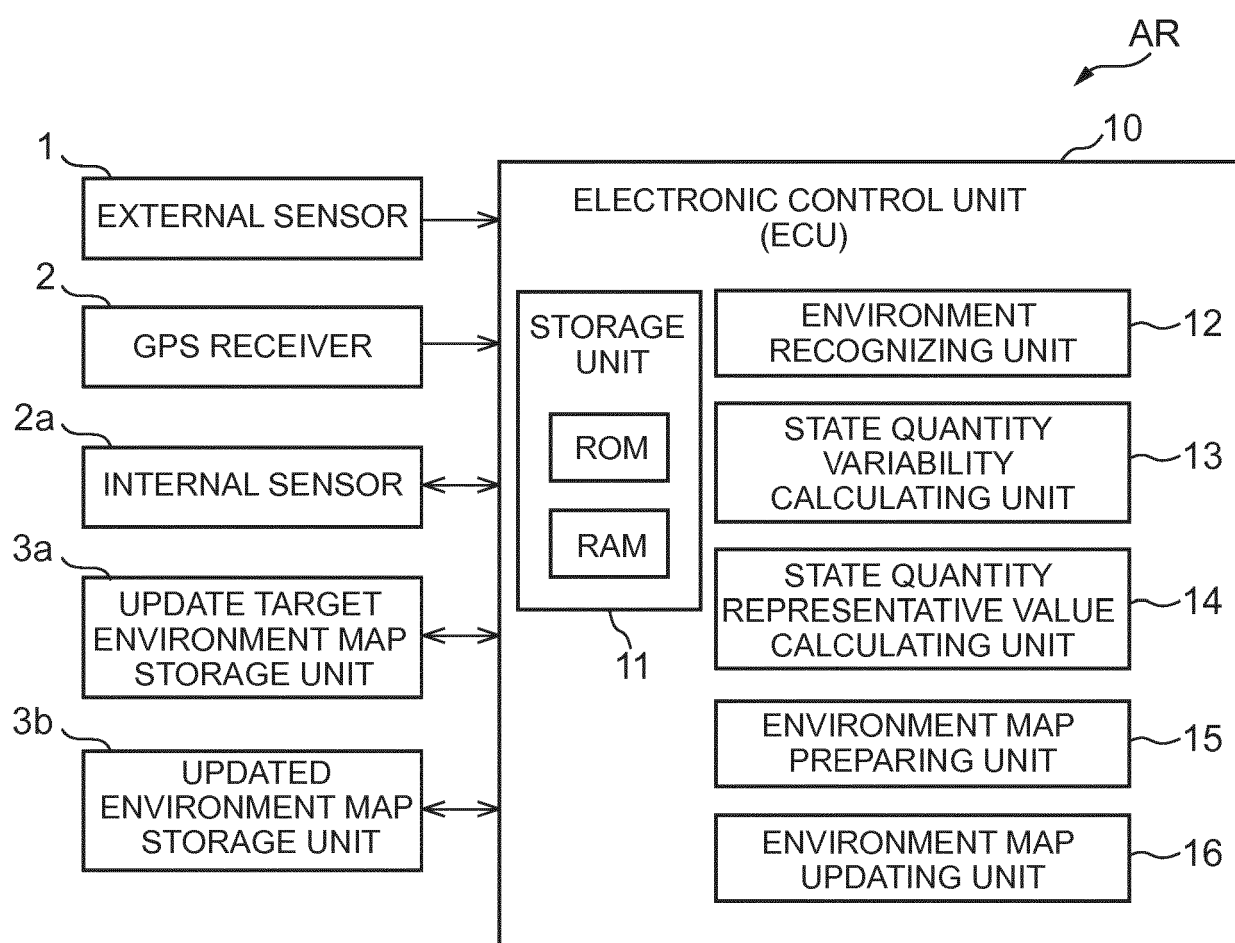 AR
10
1
EXTERNAL SENSOR
2
GPS RECEIVER
2a
INTERNAL SENSOR
3a
UPDATE TARGET
ENVIRONMENT MAP
STORAGE UNIT
3b
UPDATED
ENVIRONMENT MAP
STORAGE UNIT
ELECTRONIC CONTROL UNIT
(ECU)
STORAGE
UNIT
ROM
RAM
11
ENVIRONMENT
RECOGNIZING UNIT
12
STATE QUANTITY
VARIABILITY
CALCULATING UNIT
13
STATE QUANTITY
REPRESENTATIVE VALUE
CALCULATING UNIT
14
ENVIRONMENT MAP
PREPARING UNIT
15
ENVIRONMENT MAP
UPDATING UNIT
16